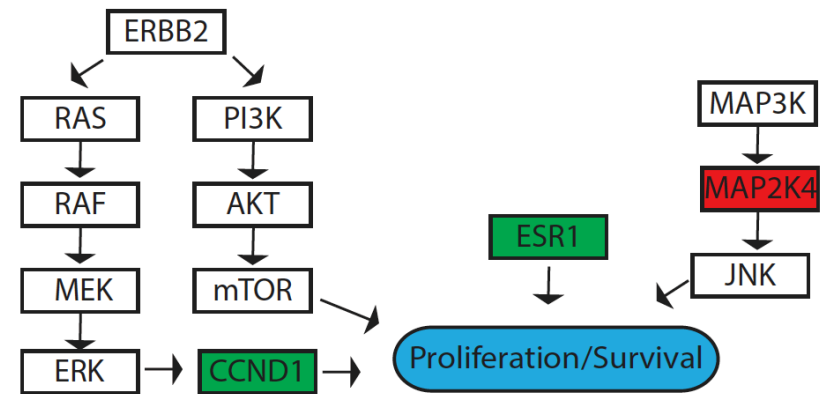 ERBB2
RAS
PI3K
MAP3K
RAF
AKT
MAP2K4
ESR1
MEK
mTOR
JNK
ERK
CCND1
Proliferation/Survival